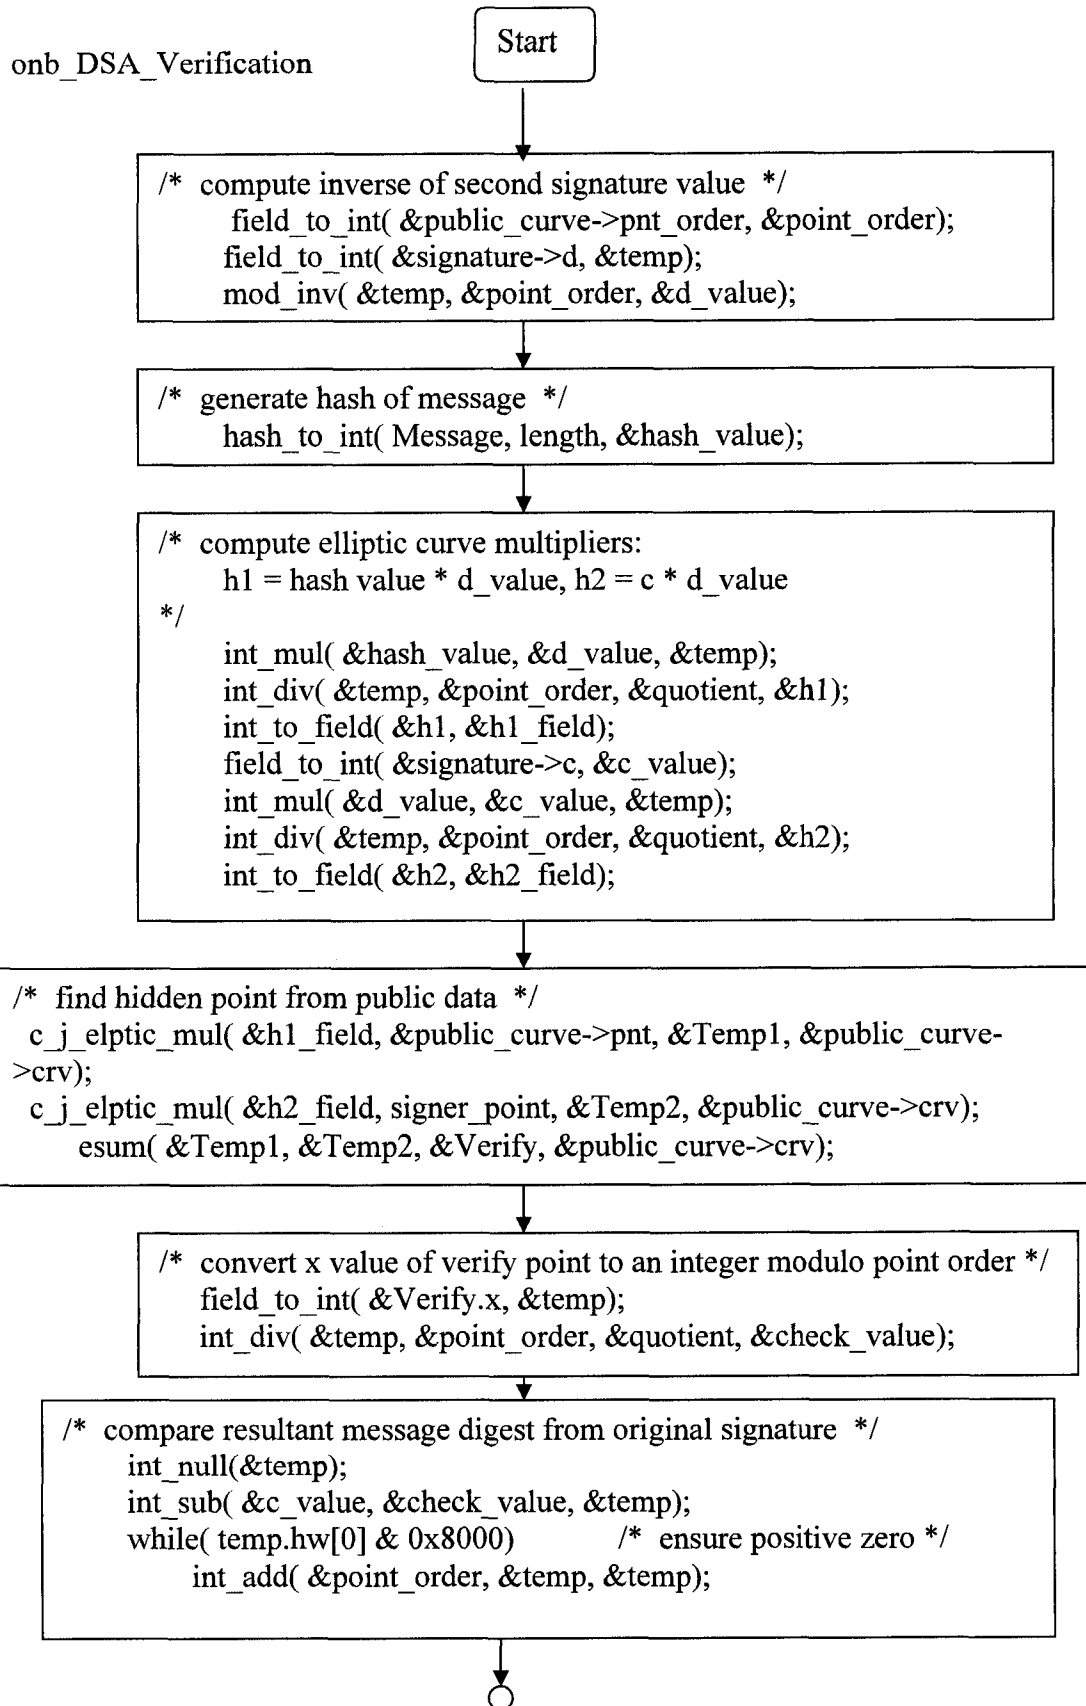 Start
onb_DSA_Verification
/* compute inverse of second signature value */
field_to_int( &public_curve->pnt_order, &point_order);
field_to_int( &signature->d, &temp);
mod_inv( &temp, &point_order, &d_value);
/* generate hash of message */
hash_to_int( Message, length, &hash_value);
/* compute elliptic curve multipliers:
h1 = hash value * d_value, h2 = c * d_value
*/
int_mul( &hash_value, &d_value, &temp);
int_div( &temp, &point_order, &quotient, &h1);
int_to_field( &h1, &h1_field);
field_to_int( &signature->c, &c_value);
int_mul( &d_value, &c_value, &temp);
int_div( &temp, &point_order, &quotient, &h2);
int_to_field( &h2, &h2_field);
/* find hidden point from public data */
c_j_elptic_mul( &h1_field, &public_curve->pnt, &Temp1, &public_curve-
>crv);
c_j_elptic_mul( &h2_field, signer_point, &Temp2, &public_curve->crv);
esum( &Temp1, &Temp2, &Verify, &public_curve->crv);
/* convert x value of verify point to an integer modulo point order */
field_to_int( &Verify.x, &temp);
int_div( &temp, &point_order, &quotient, &check_value);
/* compare resultant message digest from original signature */
int_null(&temp);
int_sub( &c_value, &check_value, &temp);
while( temp.hw[0] & 0x8000) /* ensure positive zero */
int_add( &point_order, &temp, &temp);